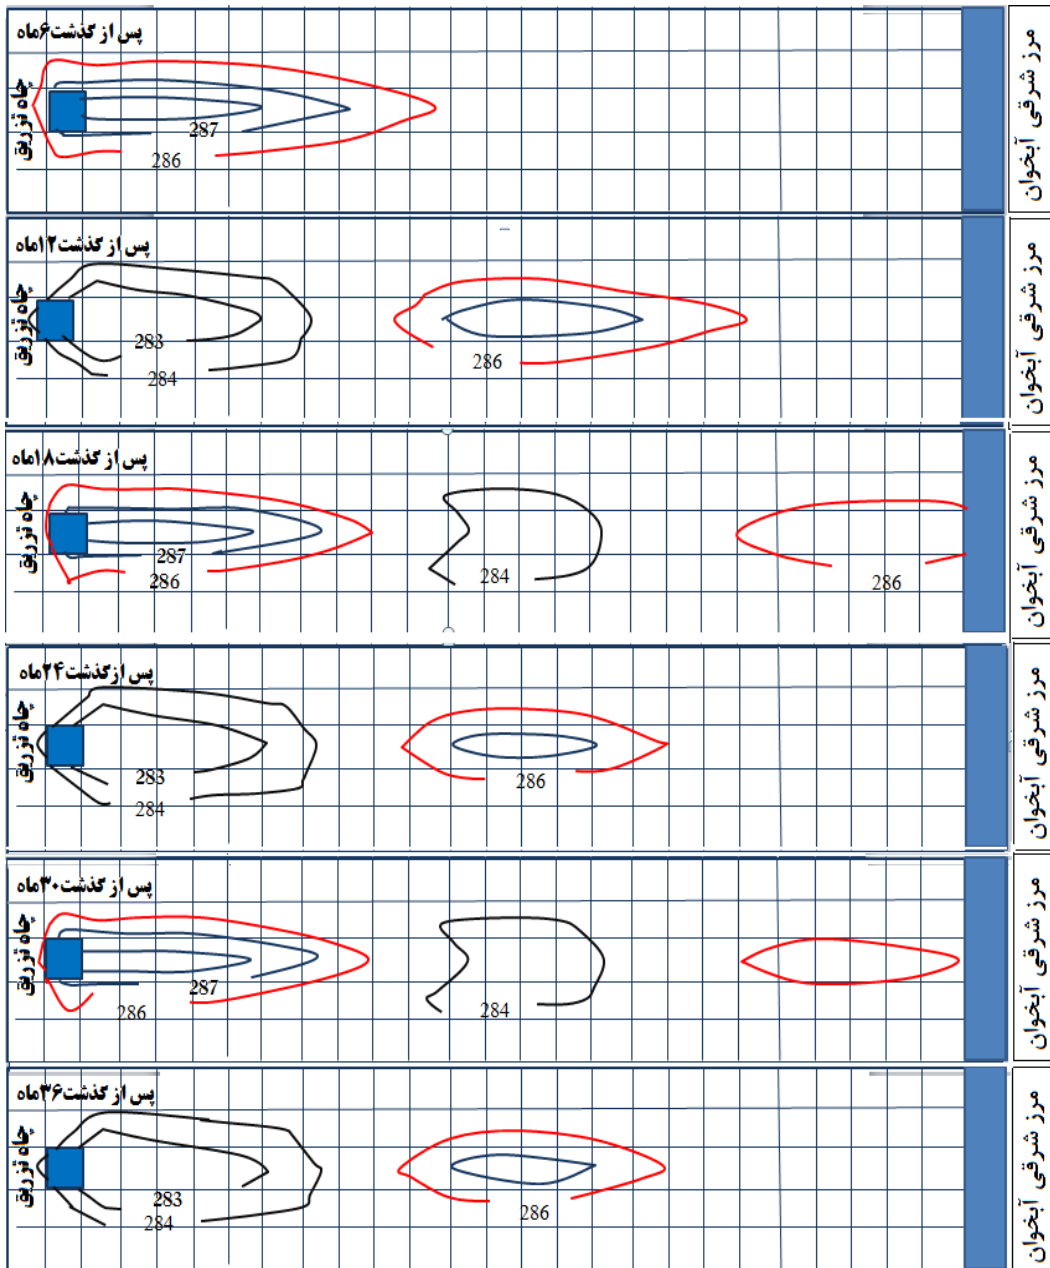 پس از گذشت۶ماه
چاه تزریق
287
286
مرز شرقی آبخوان
پس از گذشت۱۲ماه
چاه تزریق
283
284
286
مرز شرقی آبخوان
پس از گذشت۱۸ماه
چاه تزریق
287
286
284
286
مرز شرقی آبخوان
پس ازگذشت۲۴ماه
چاه تزریق
283
284
286
مرز شرقی آبخوان
پس از گذشت۳۰ماه
چاه تزریق
287
286
284
مرز شرقی آبخوان
پس از گذشت۳۶ماه
چاه تزریق
283
284
286
مرز شرقی آبخوان